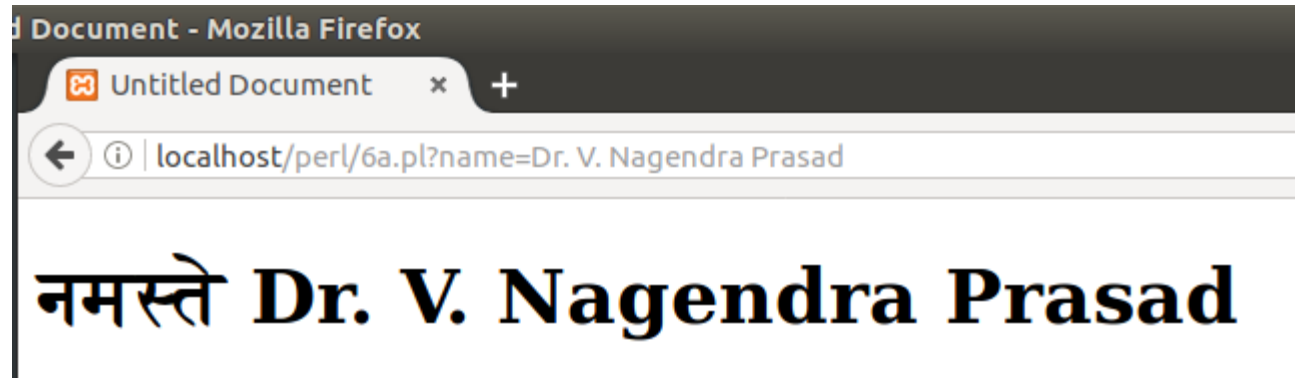 d Document - Mozilla Firefox
Untitled Document
localhost/perl/6a.pl?name=Dr. V. Nagendra Prasad
नमस्ते Dr. V. Nagendra Prasad